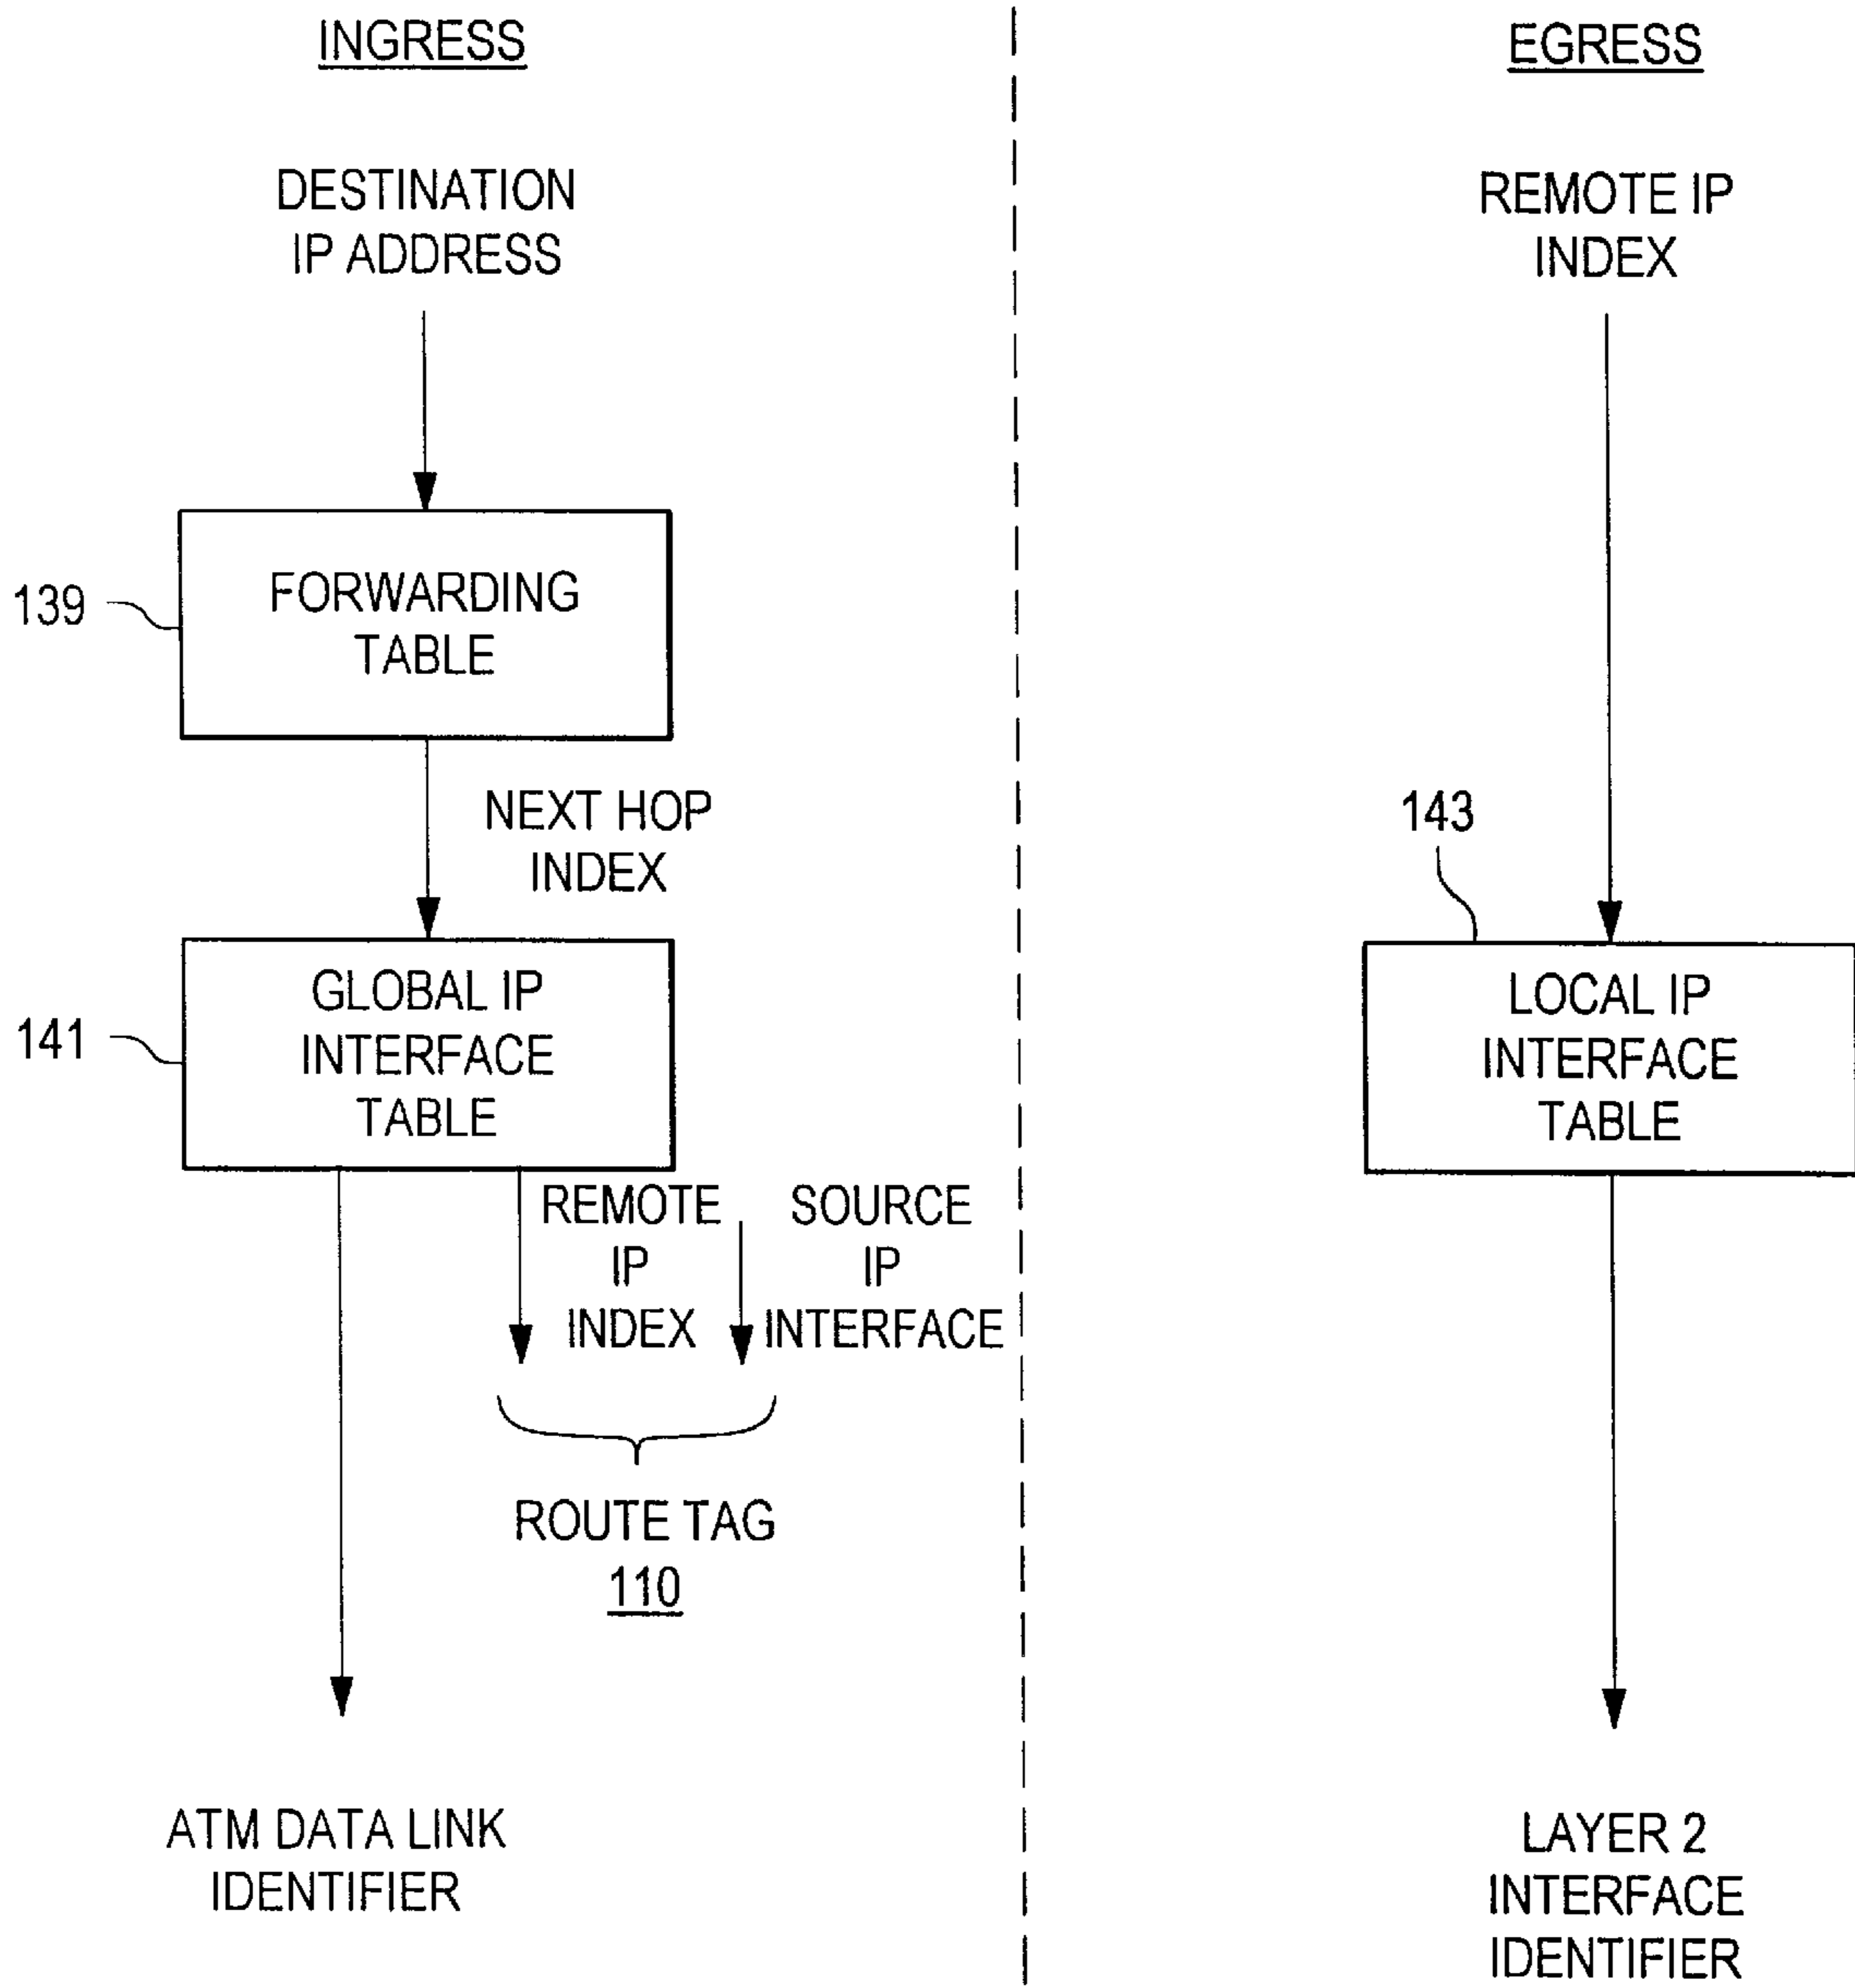 INGRESS
DESTINATION
IP ADDRESS
139
FORWARDING
TABLE
NEXT HOP
INDEX
141
GLOBAL IP
INTERFACE
TABLE
REMOTE
IP
INDEX
SOURCE
IP
INTERFACE
ROUTE TAG
110
ATM DATA LINK
IDENTIFIER
EGRESS
REMOTE IP
INDEX
143
LOCAL IP
INTERFACE
TABLE
LAYER 2
INTERFACE
IDENTIFIER